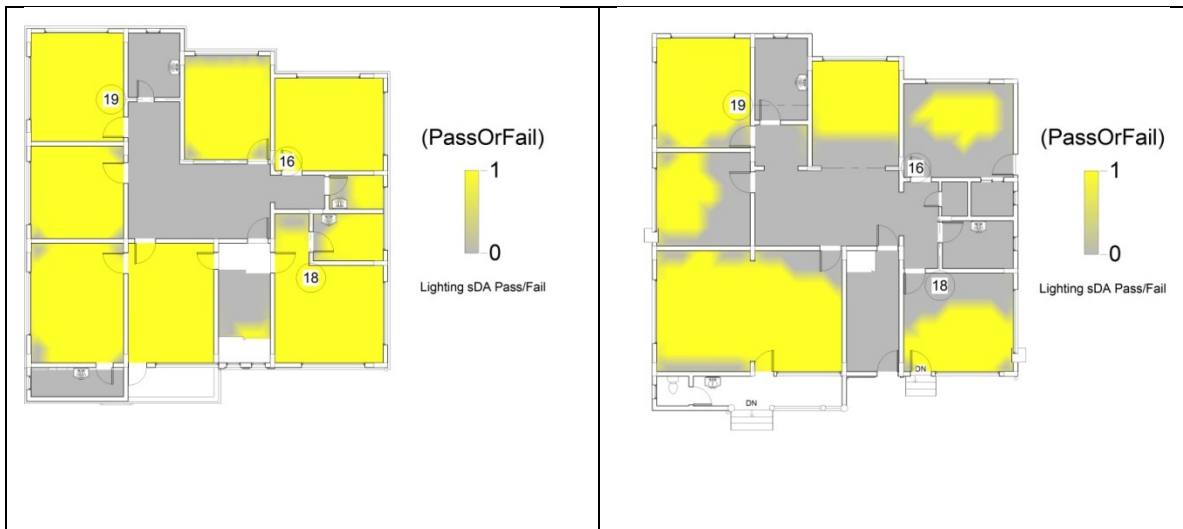 19
16
18
(PassOrFail)
1
0
Lighting sDA Pass/Fail
19
16
18
DN
DN
(PassOrFail)
1
0
Lighting sDA Pass/Fail